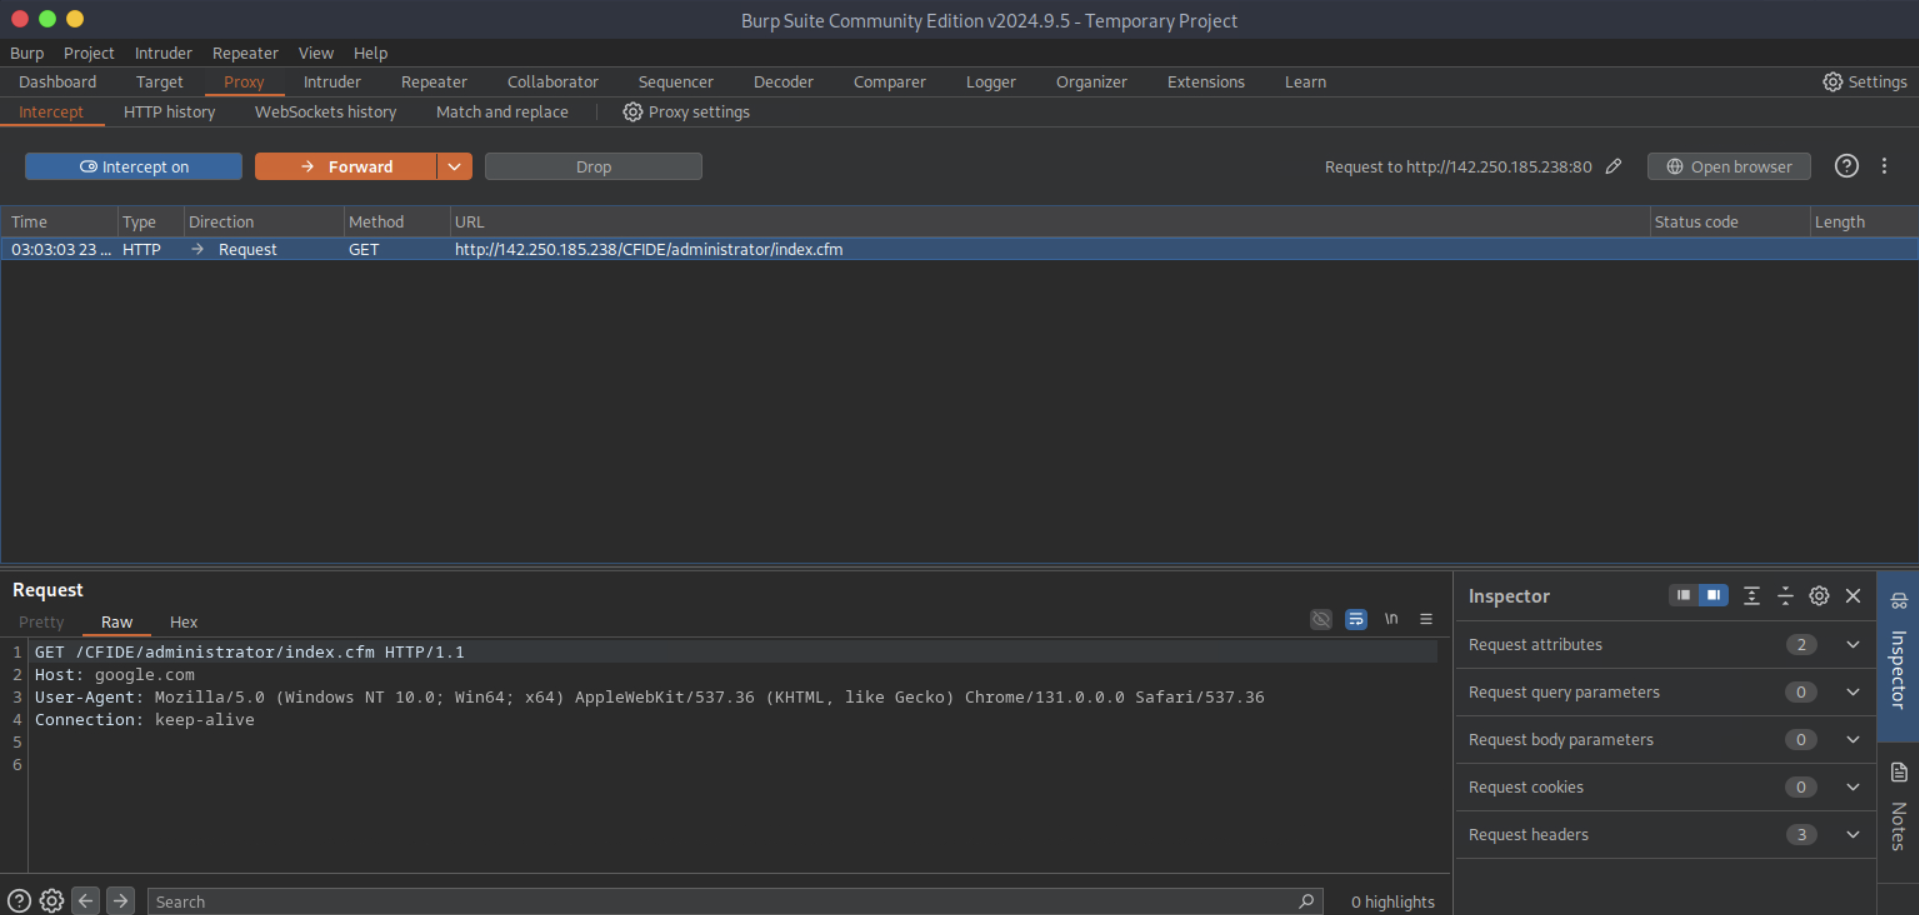 Burp Suite Community Edition v2024.9.5 - Temporary Project
Burp Project Intruder Repeater View Help
Dashboard Target Proxy Intruder Repeater Collaborator Sequencer Decoder Comparer Logger Organizer Extensions Learn Settings
Intercept HTTP history WebSockets history Match and replace Proxy settings
Intercept on → Forward Drop Request to http://142.250.185.238:80 Open browser
Time Type Direction Method URL Status code Length
03:03:03 23 ... HTTP → Request GET http://142.250.185.238/CFIDE/administrator/index.cfm
Request
Pretty Raw Hex \n
1 GET /CFIDE/administrator/index.cfm HTTP/1.1
2 Host: google.com
3 User-Agent: Mozilla/5.0 (Windows NT 10.0; Win64; x64) AppleWebKit/537.36 (KHTML, like Gecko) Chrome/131.0.0.0 Safari/537.36
4 Connection: keep-alive
5
6
Search 0 highlights
Inspector
Request attributes 2
Request query parameters 0
Request body parameters 0
Request cookies 0
Request headers 3
Inspector
Notes